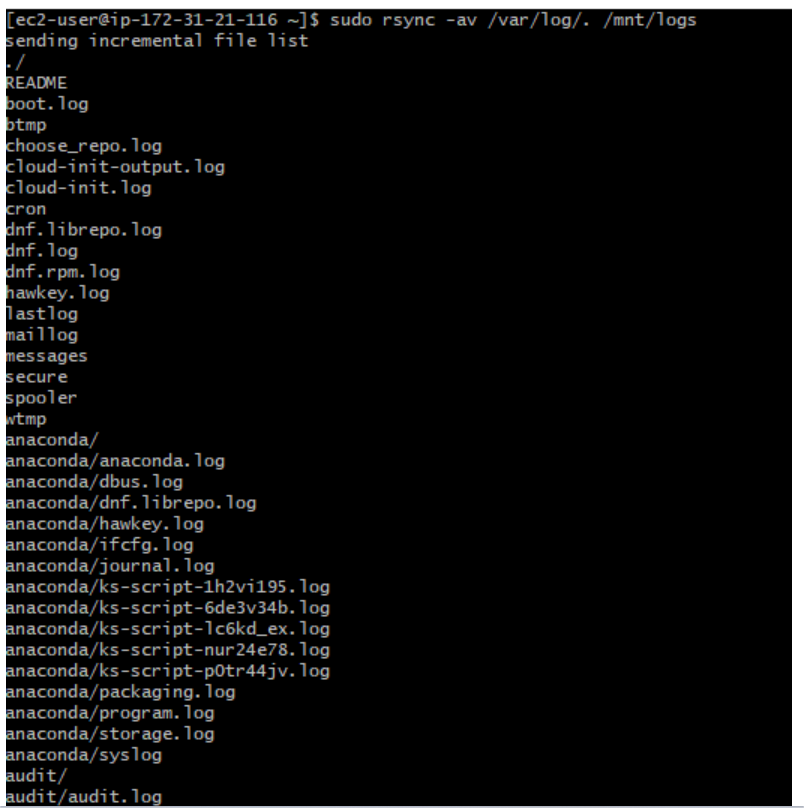 [ec2-user@ip-172-31-21-116 ~]$ sudo rsync -av /var/log/. /mnt/logs
sending incremental file list
./
README
boot.log
btmp
choose_repo.log
cloud-init-output.log
cloud-init.log
cron
dnf.librepo.log
dnf.log
dnf.rpm.log
hawkey.log
lastlog
maillog
messages
secure
spooler
wtmp
anaconda/
anaconda/anaconda.log
anaconda/dbus.log
anaconda/dnf.librepo.log
anaconda/hawkey.log
anaconda/ifcfg.log
anaconda/journal.log
anaconda/ks-script-1h2vi195.log
anaconda/ks-script-6de3v34b.log
anaconda/ks-script-lc6kd_ex.log
anaconda/ks-script-nur24e78.log
anaconda/ks-script-p0tr44jv.log
anaconda/packaging.log
anaconda/program.log
anaconda/storage.log
anaconda/syslog
audit/
audit/audit.log